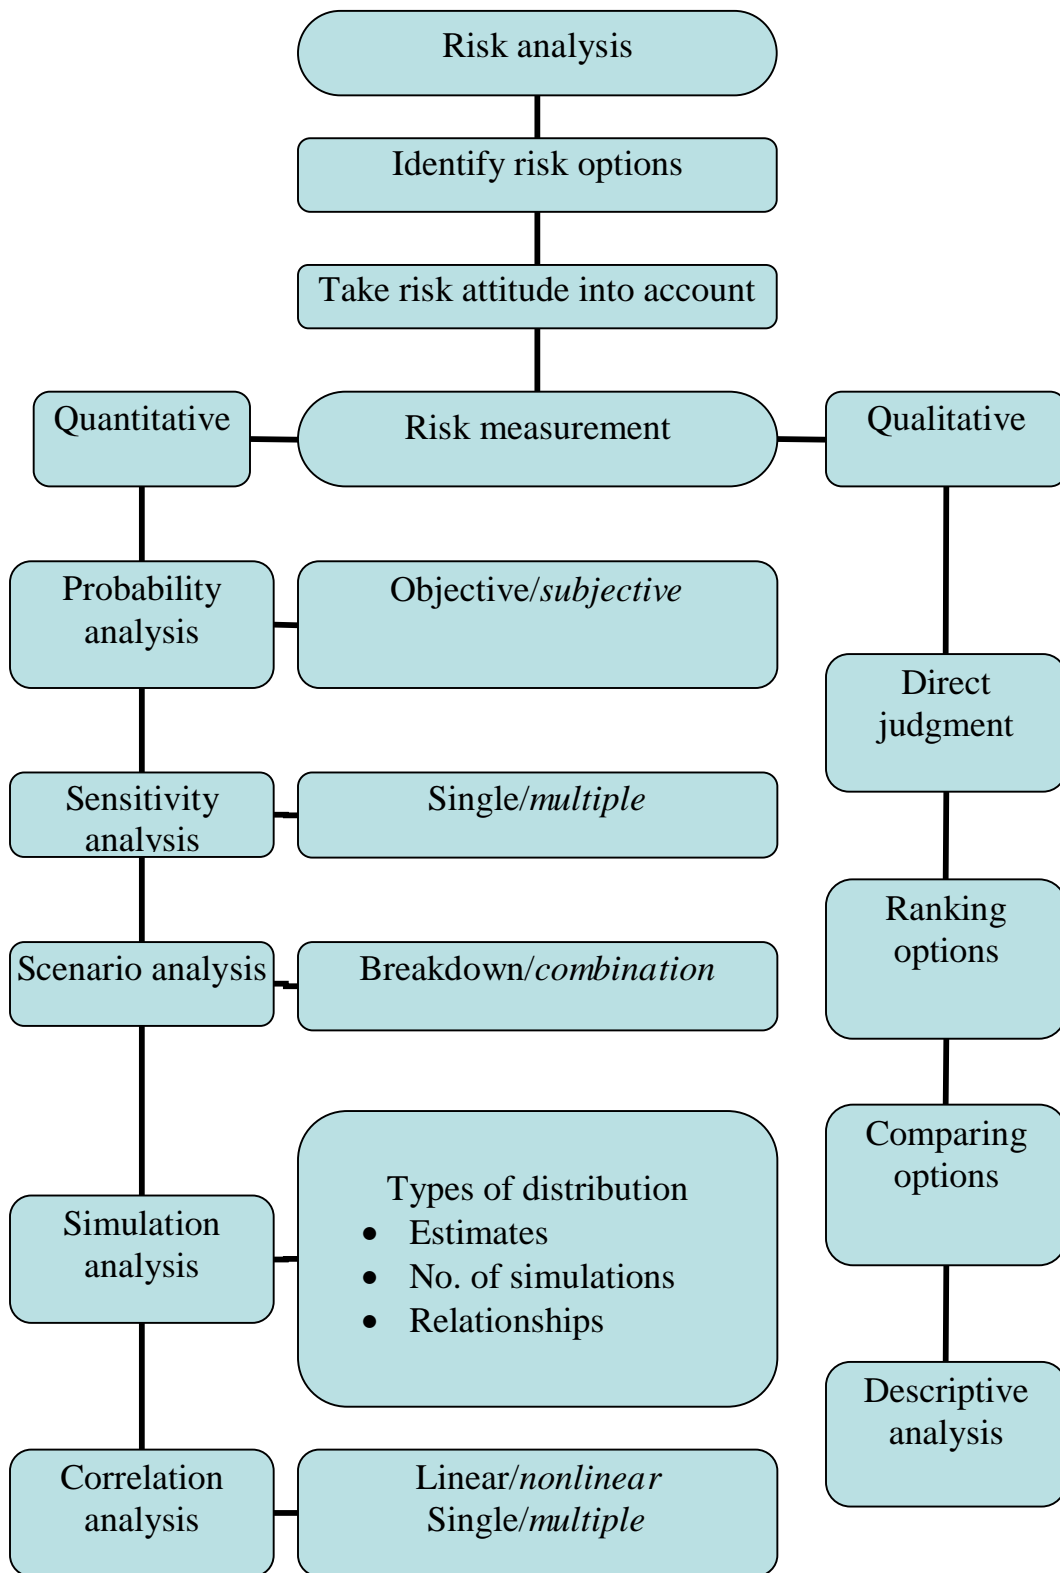 Risk analysis
Identify risk options
Take risk attitude into account
Quantitative
Risk measurement
Qualitative
Probability
analysis
Objective/subjective
Direct
judgment
Sensitivity
analysis
Single/multiple
Ranking
options
Scenario analysis
Breakdown/combination
Comparing
options
Simulation
analysis
Types of distribution
• Estimates
• No. of simulations
• Relationships
Descriptive
analysis
Correlation
analysis
Linear/nonlinear
Single/multiple